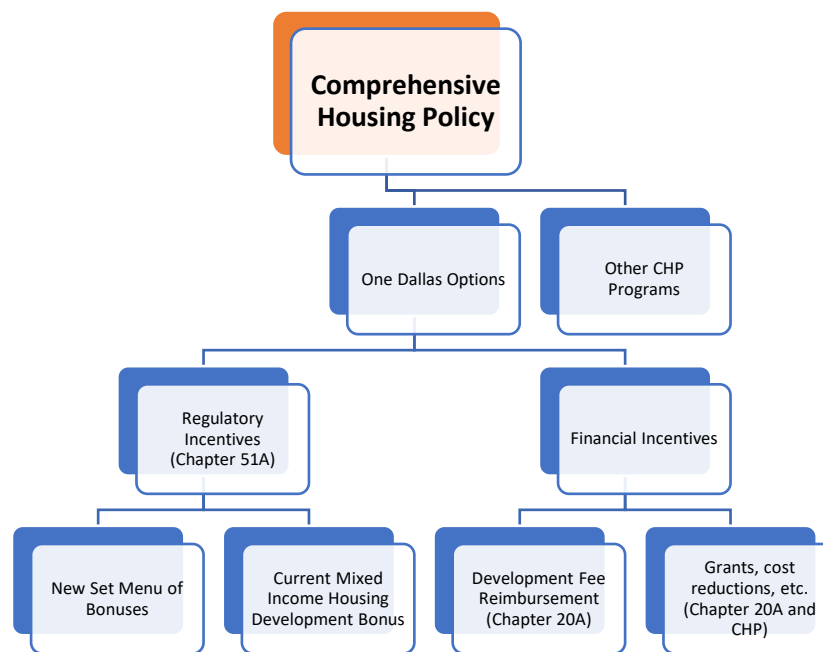 Comprehensive
Housing Policy
One Dallas Options
Other CHP
Programs
Regulatory
Incentives
(Chapter 51A)
Financial Incentives
New Set Menu of
Bonuses
Current Mixed
Income Housing
Development Bonus
Development Fee
Reimbursement
(Chapter 20A)
Grants, cost
reductions, etc.
(Chapter 20A and
CHP)